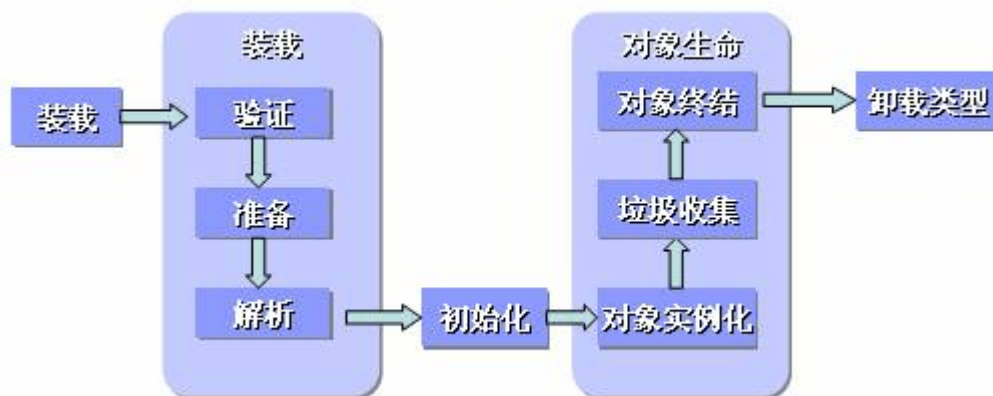 装载
装载
验证
准备
解析
初始化
对象生命
对象终结
垃圾收集
对象实例化
卸载类型